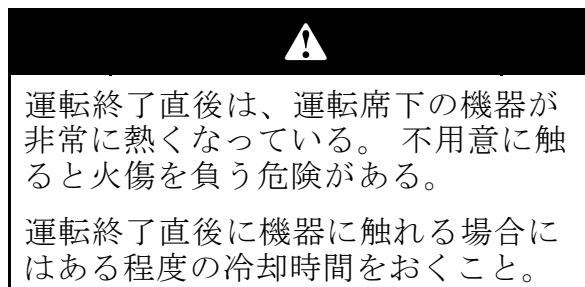 運転終了直後は、運転席下の機器が
非常に熱くなっている。 不用意に触
ると火傷を負う危険がある。
運転終了直後に機器に触れる場合に
はある程度の冷却時間をおくこと。